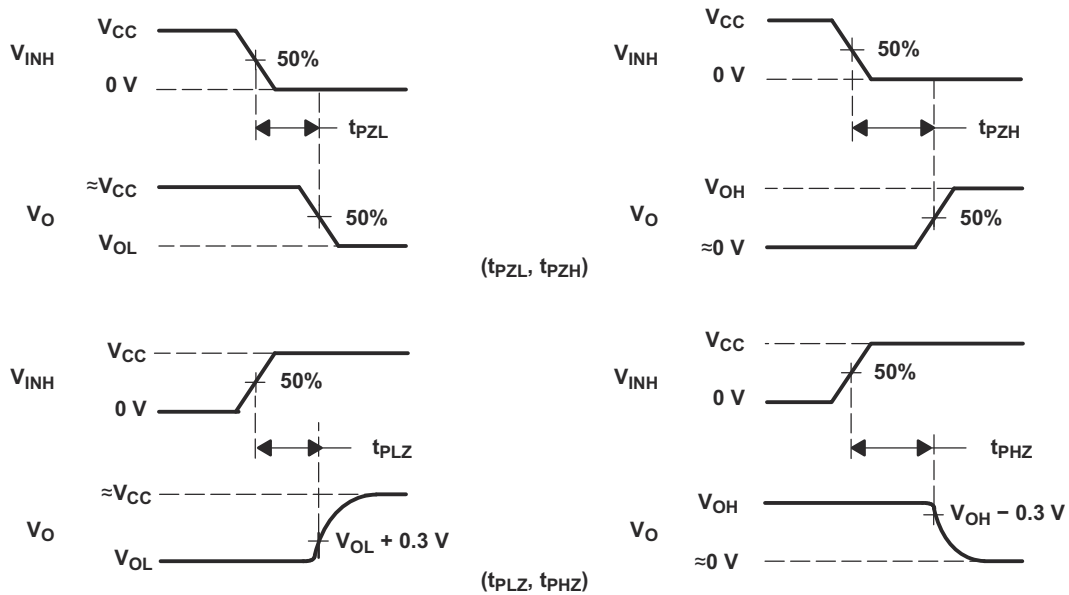 VCC
VINH
50%
0 V
tPZL
≈VCC
VO
50%
VOL
VCC
VINH
50%
0 V
tPZH
VOH
VO
50%
≈0 V
(tPZL, tPZH)
VCC
VINH
50%
0 V
tPLZ
≈VCC
VO
VOL + 0.3 V
VOL
VCC
VINH
50%
0 V
tPHZ
VOH
VOH − 0.3 V
VO
≈0 V
(tPLZ, tPHZ)